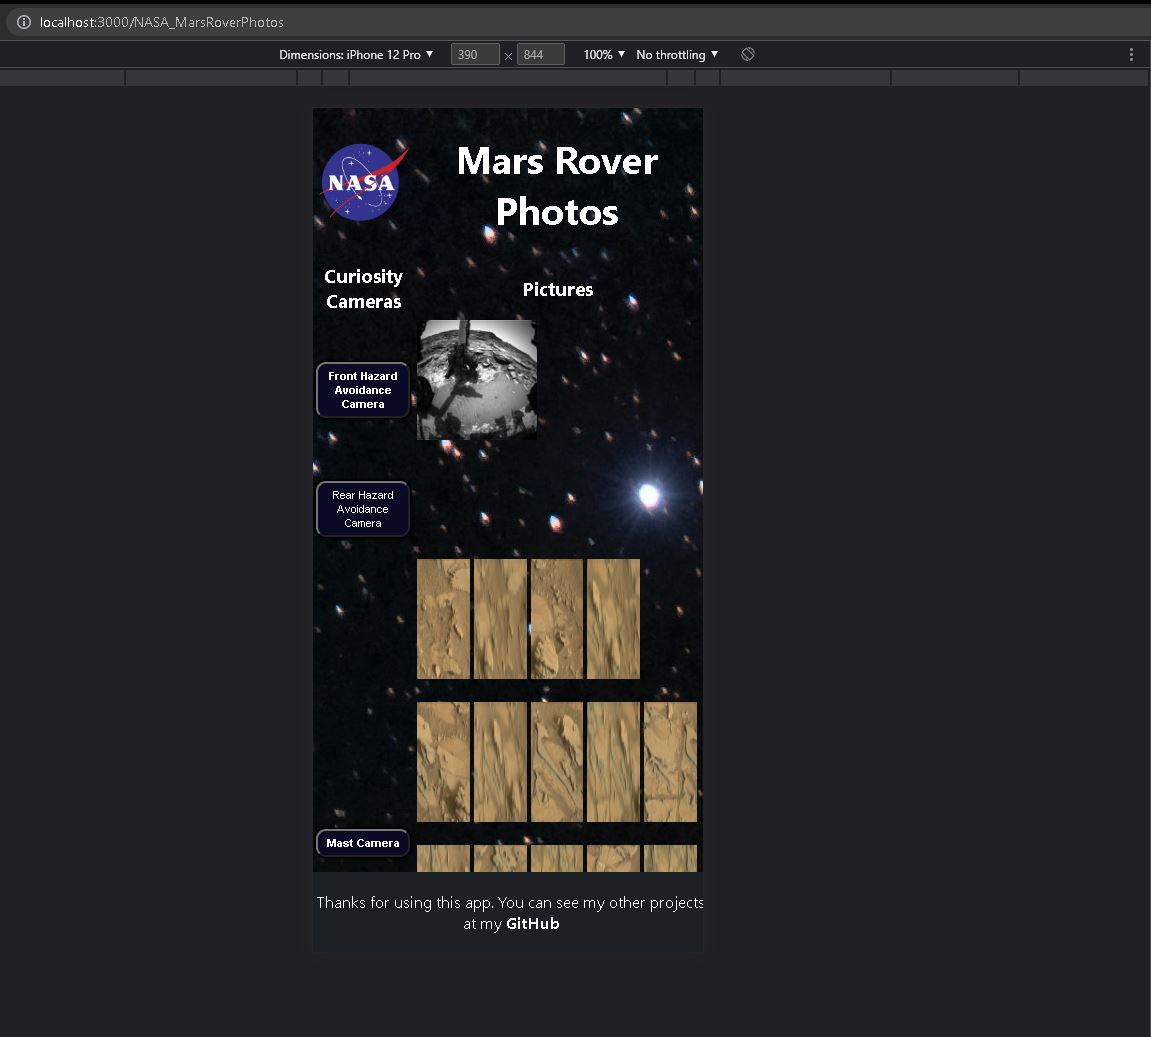 localhost:3000/NASA_MarsRoverPhotos
Dimensions: iPhone 12 Pro ▼ 390 × 844 100% ▼ No throttling ▼
NASA
Mars Rover
Photos
Curiosity
Cameras
Pictures
Front Hazard
Avoidance
Camera
Rear Hazard
Avoidance
Camera
Mast Camera
Thanks for using this app. You can see my other projects
at my GitHub